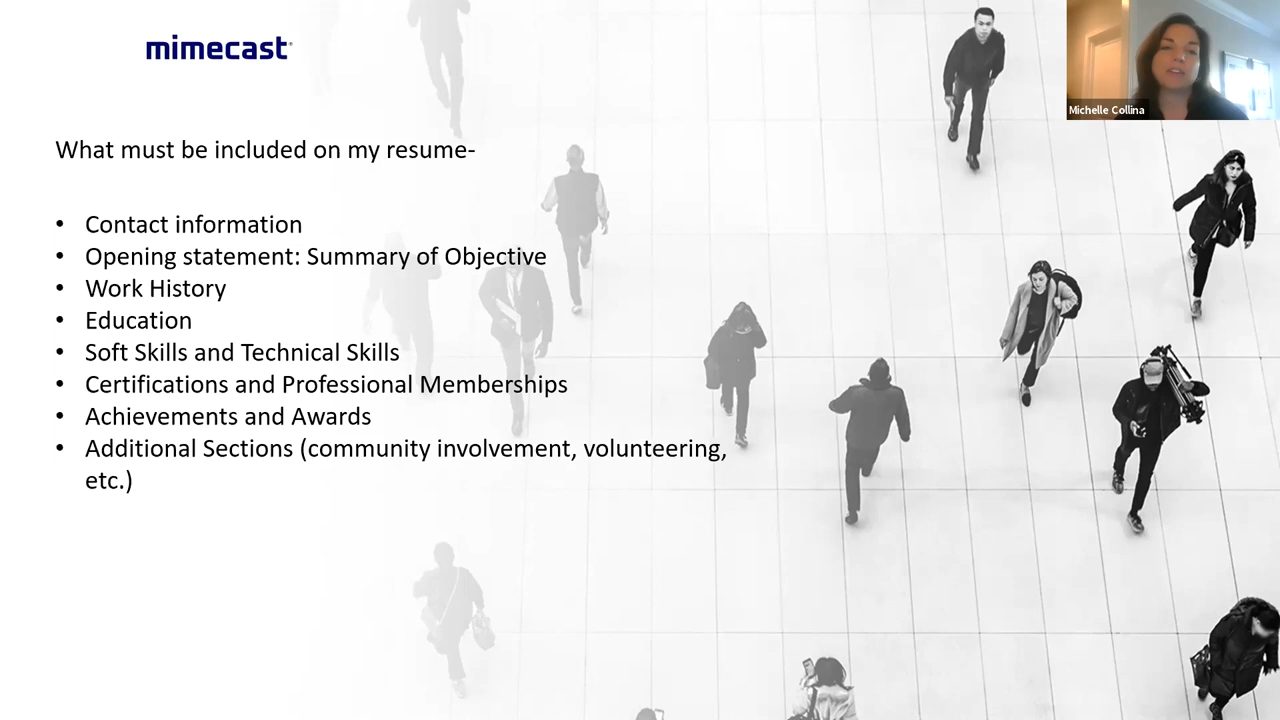 mimecast
Michelle Collina
What must be included on my resume-
• Contact information
• Opening statement: Summary of Objective
• Work History
• Education
• Soft Skills and Technical Skills
• Certifications and Professional Memberships
• Achievements and Awards
• Additional Sections (community involvement, volunteering,
etc.)